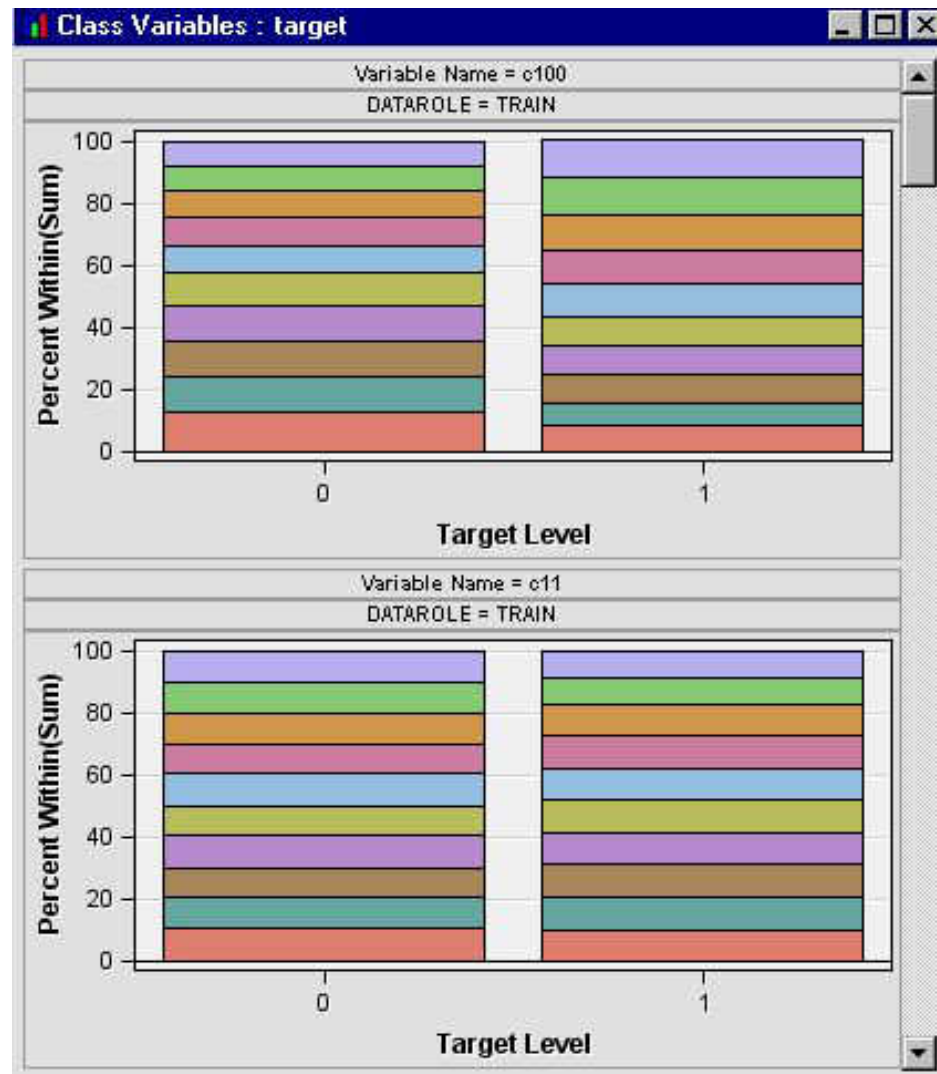 Class Variables : target
Variable Name = c100
DATAROLE = TRAIN
Percent Within(Sum)
100
80
60
40
20
0
0 1
Target Level
Variable Name = c11
DATAROLE = TRAIN
Percent Within(Sum)
100
80
60
40
20
0
0 1
Target Level